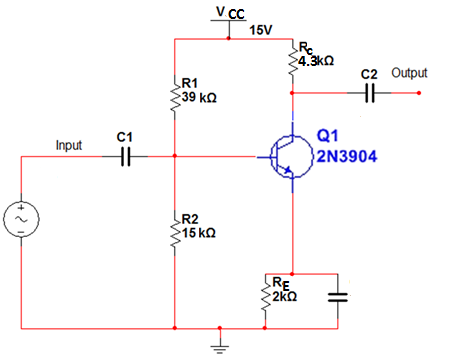 V CC
15V
RC
4.3kΩ
C2
Output
R1
39 kΩ
Q1
2N3904
Input
C1
R2
15 kΩ
RE
2kΩ